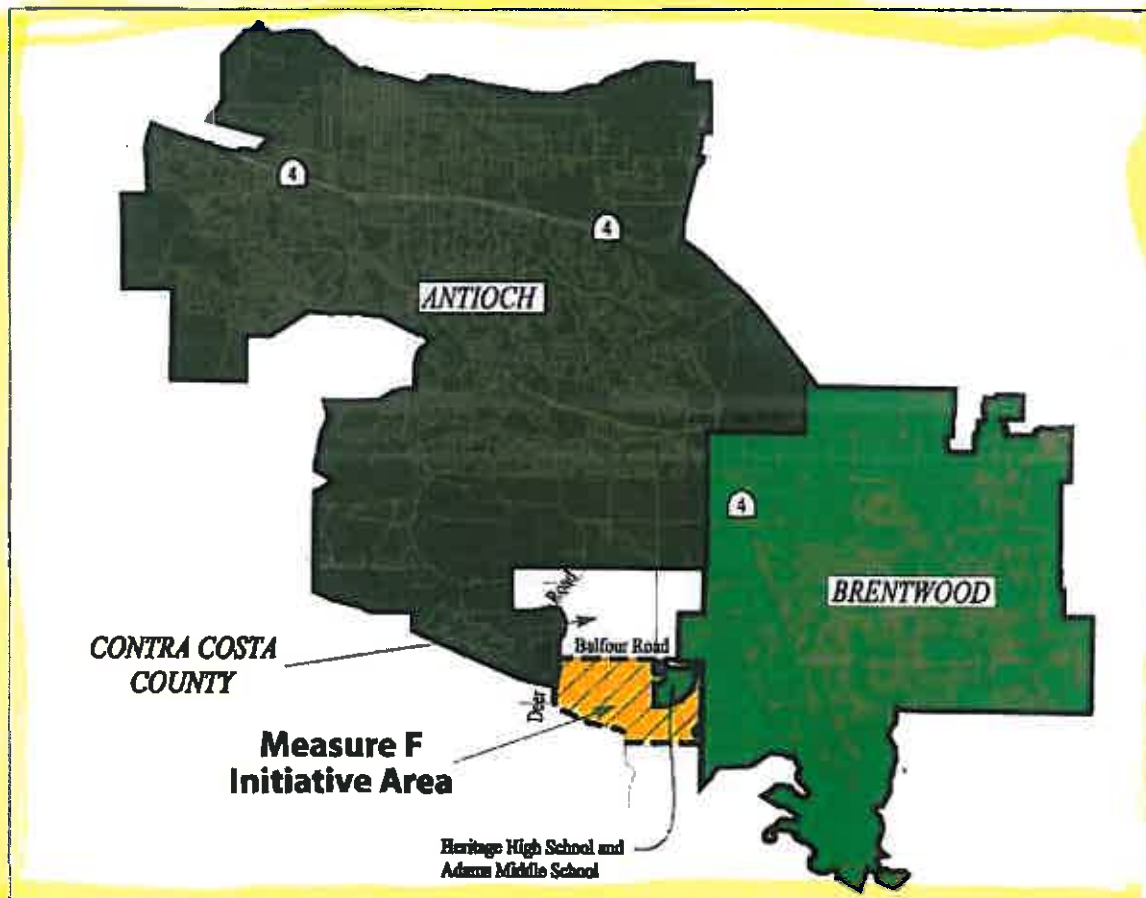 4
4
ANTIOCH
4
BRENTWOOD
Road
Balfour Road
CONTRA COSTA
COUNTY
Deer
Measure F
Initiative Area
Heritage High School and
Adams Middle School